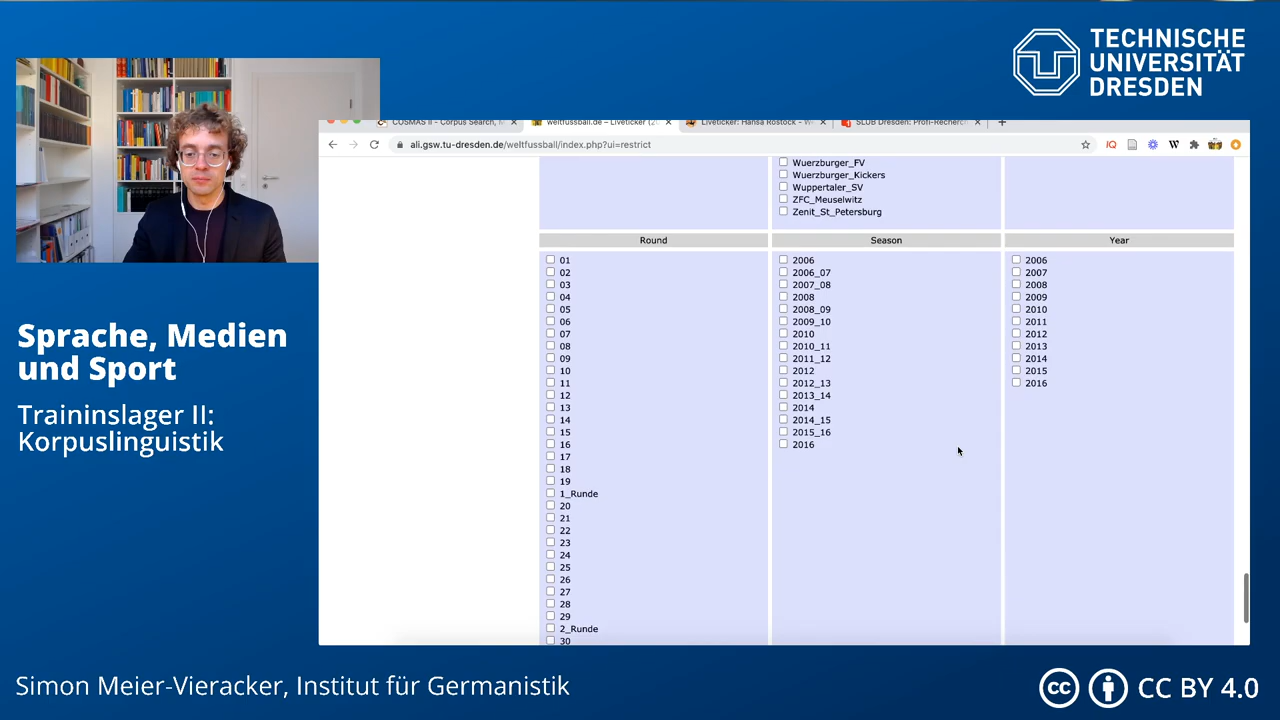 TECHNISCHE
UNIVERSITÄT
DRESDEN
COSMAS II - Corpus Search,
weltfussball.de – Liveticker (2
Liveticker: Hansa Rostock - W
SLUB Dresden: Profi-Recherc
ali.gsw.tu-dresden.de/weltfussball/index.php?ui=restrict
Wuerzburger_FV
Wuerzburger_Kickers
Wuppertaler_SV
ZFC_Meuselwitz
Zenit_St_Petersburg
Round
01
02
03
04
05
06
07
08
09
10
11
12
13
14
15
16
17
18
19
1_Runde
20
21
22
23
24
25
26
27
28
29
2_Runde
30
Season
2006
2006_07
2007_08
2008
2008_09
2009_10
2010
2010_11
2011_12
2012
2012_13
2013_14
2014
2014_15
2015_16
2016
Year
2006
2007
2008
2009
2010
2011
2012
2013
2014
2015
2016
Sprache, Medien
und Sport
Traininslager II:
Korpuslinguistik
Simon Meier-Vieracker, Institut für Germanistik
cc
CC BY 4.0